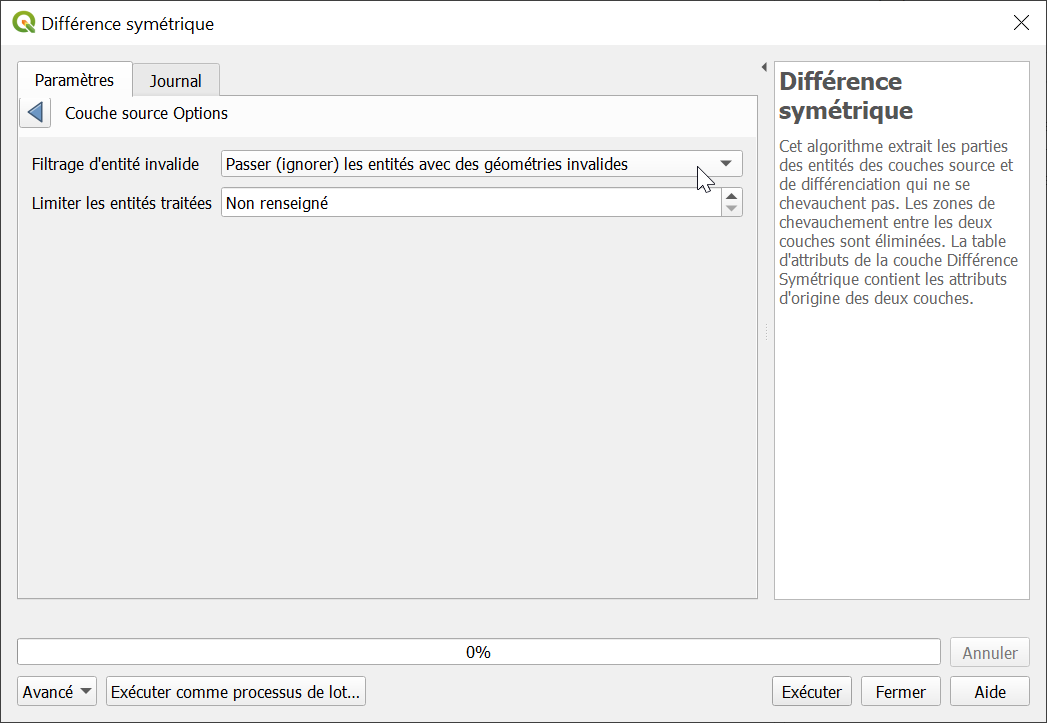 Différence symétrique
Paramètres
Journal
Couche source Options
Filtrage d'entité invalide
Passer (ignorer) les entités avec des géométries invalides
Limiter les entités traitées
Non renseigné
Différence
symétrique
Cet algorithme extrait les parties
des entités des couches source et
de différenciation qui ne se
chevauchent pas. Les zones de
chevauchement entre les deux
couches sont éliminées. La table
d'attributs de la couche Différence
Symétrique contient les attributs
d'origine des deux couches.
0%
Annuler
Avancé
Exécuter comme processus de lot...
Exécuter
Fermer
Aide